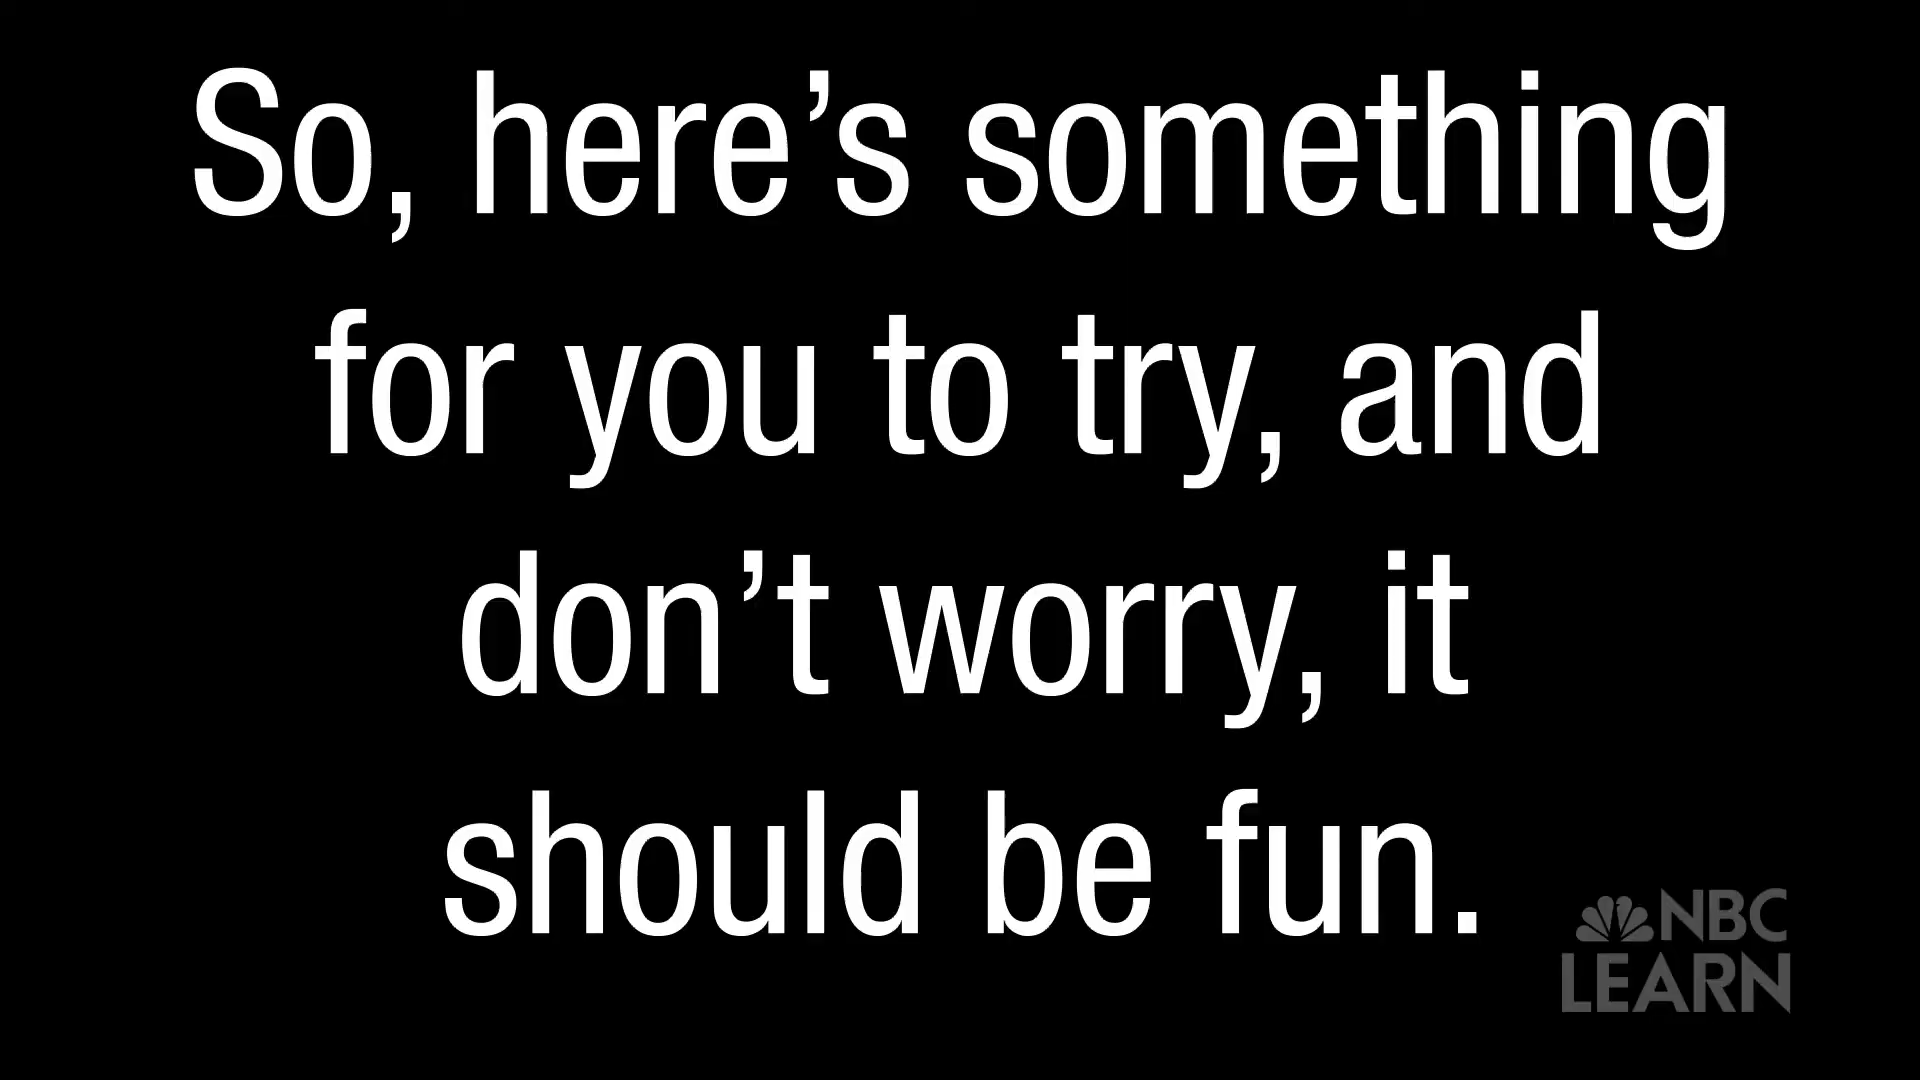 So, here’s something
for you to try, and
don’t worry, it
should be fun.
NBC
LEARN